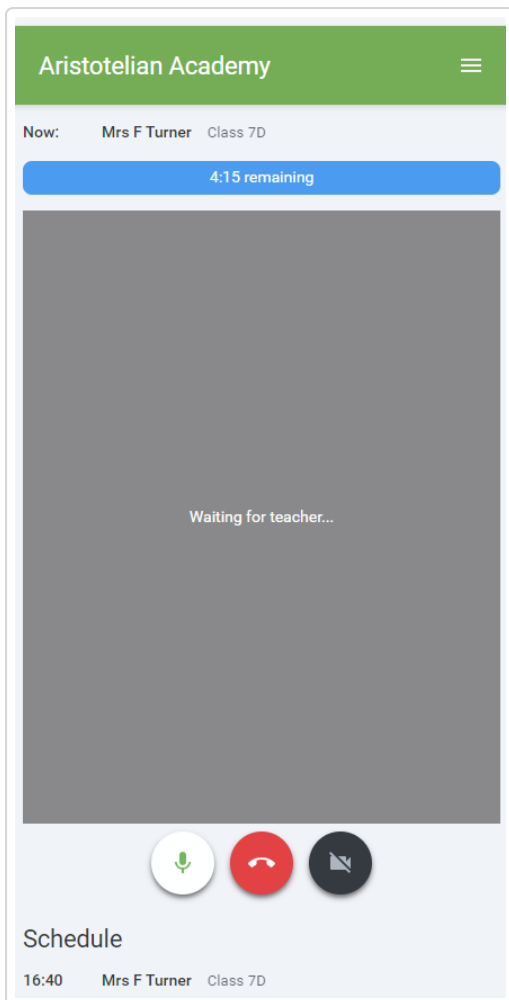 Aristotelian Academy
Now: Mrs F Turner Class 7D
4:15 remaining
Waiting for teacher...
Schedule
16:40 Mrs F Turner Class 7D